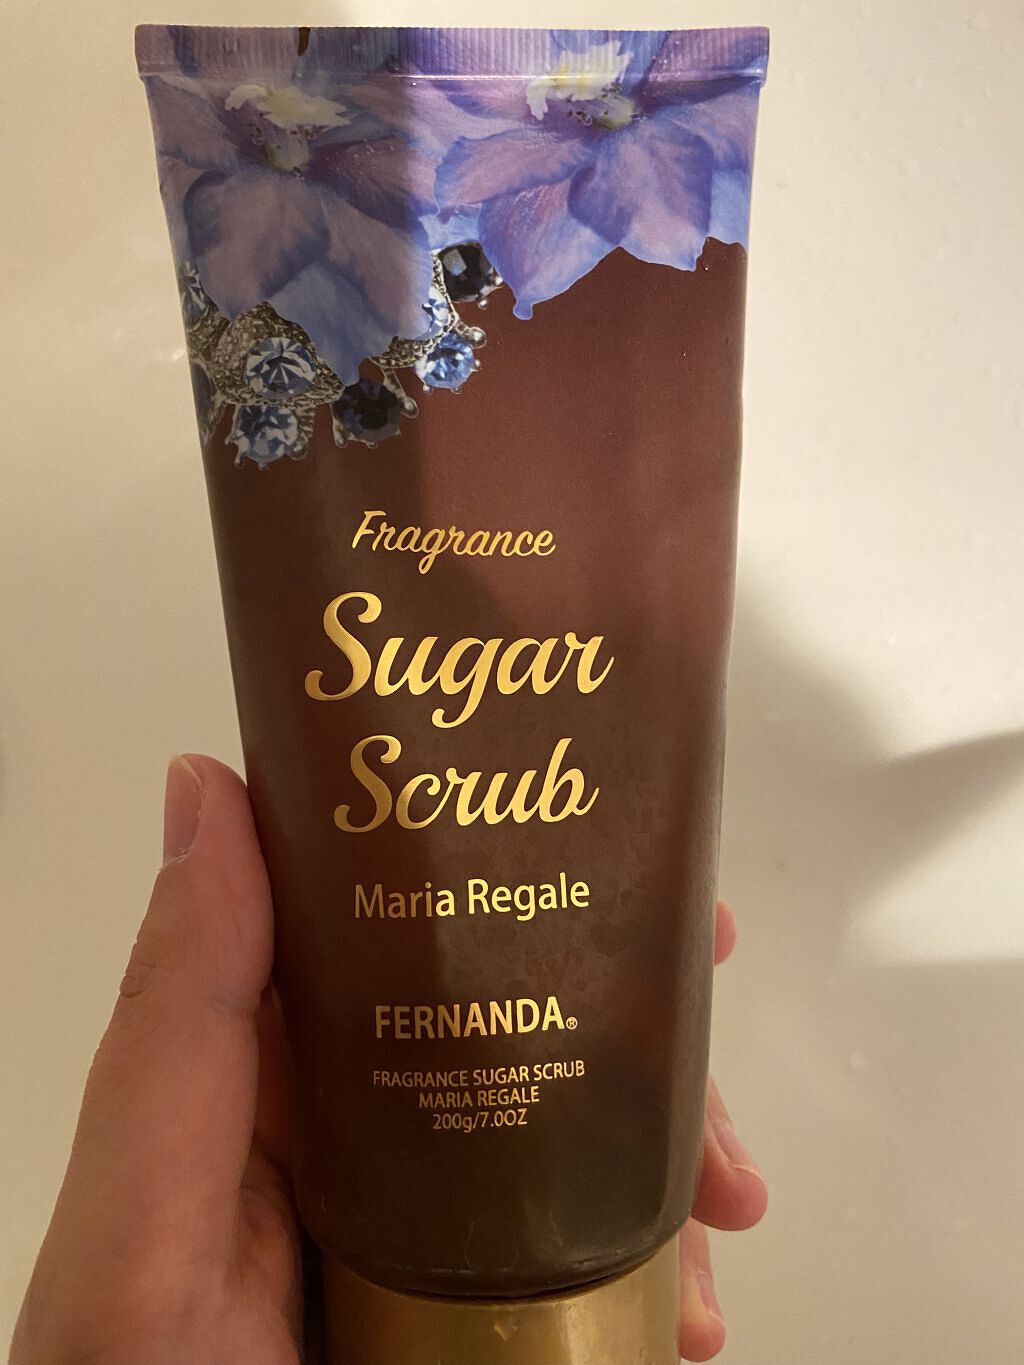 Fragrance
Sugar
Scrub
Maria Regale
FERNANDA®
FRAGRANCE SUGAR SCRUB
MARIA REGALE
200g/7.0OZ